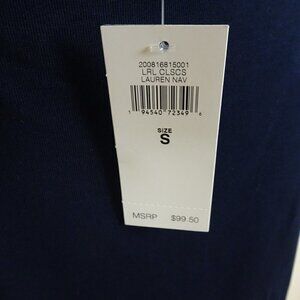 200816815001
LRL CLSCS
LAUREN NAV
1 94540 72349 6
SIZE
S
MSRP $99.50